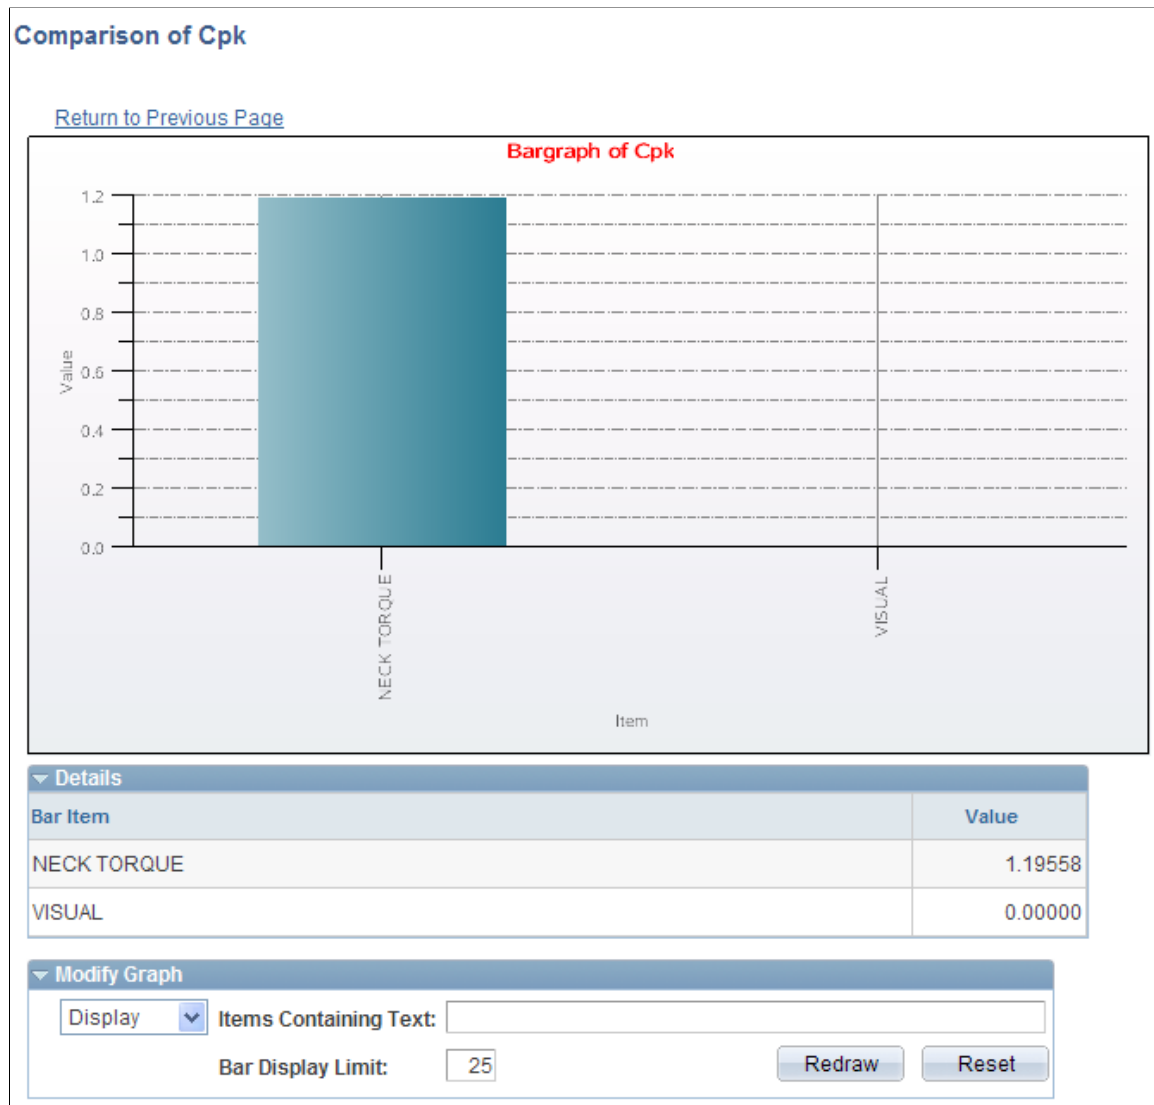 Comparison of Cpk
Return to Previous Page
Bargraph of Cpk
1.2
1.0
0.8
0.6
0.4
0.2
0.0
Value
NECK TORQUE
VISUAL
Item
Details
Bar Item Value
NECK TORQUE 1.19558
VISUAL 0.00000
Modify Graph
Display Items Containing Text:
Bar Display Limit: 25 Redraw Reset